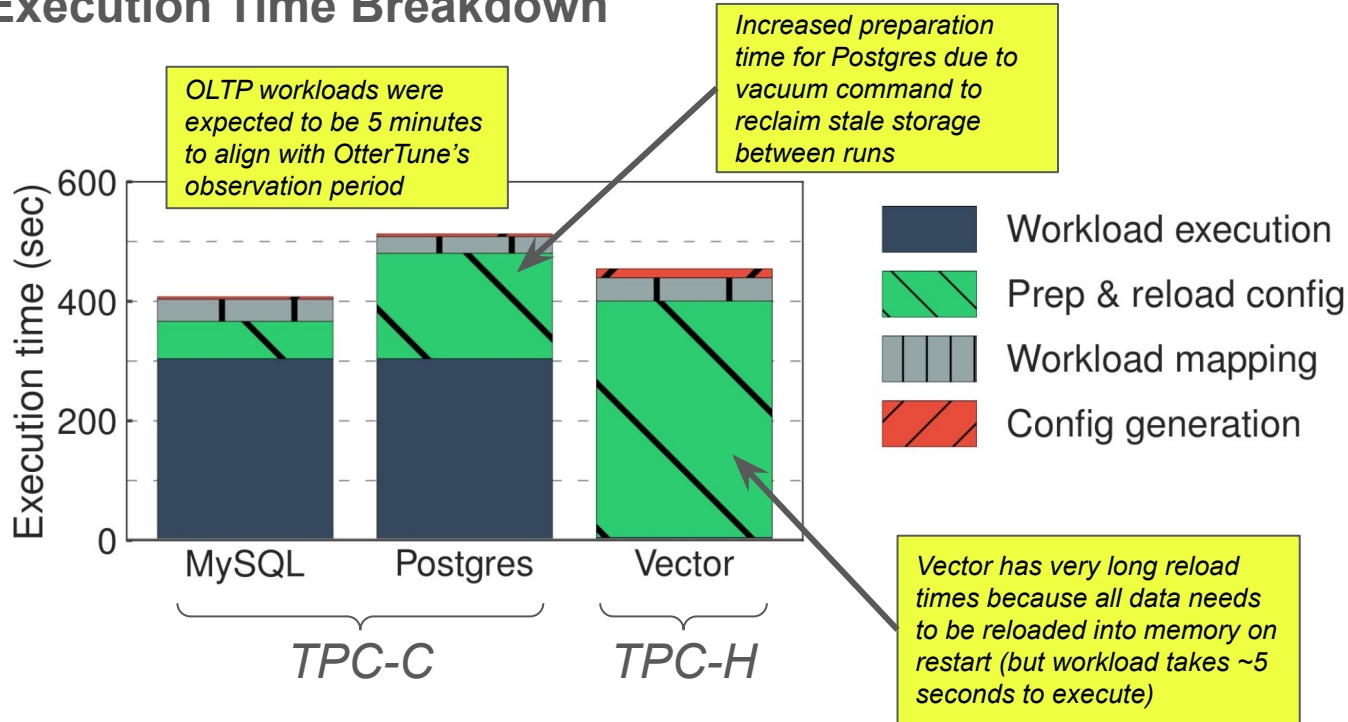 Execution Time Breakdown
OLTP workloads were
expected to be 5 minutes
to align with OtterTune's
observation period
Increased preparation
time for Postgres due to
vacuum command to
reclaim stale storage
between runs
Execution time (sec)
600
400
200
0
MySQL
Postgres
Vector
TPC-C
TPC-H
Workload execution
Prep & reload config
Workload mapping
Config generation
Vector has very long reload
times because all data needs
to be reloaded into memory on
restart (but workload takes ~5
seconds to execute)